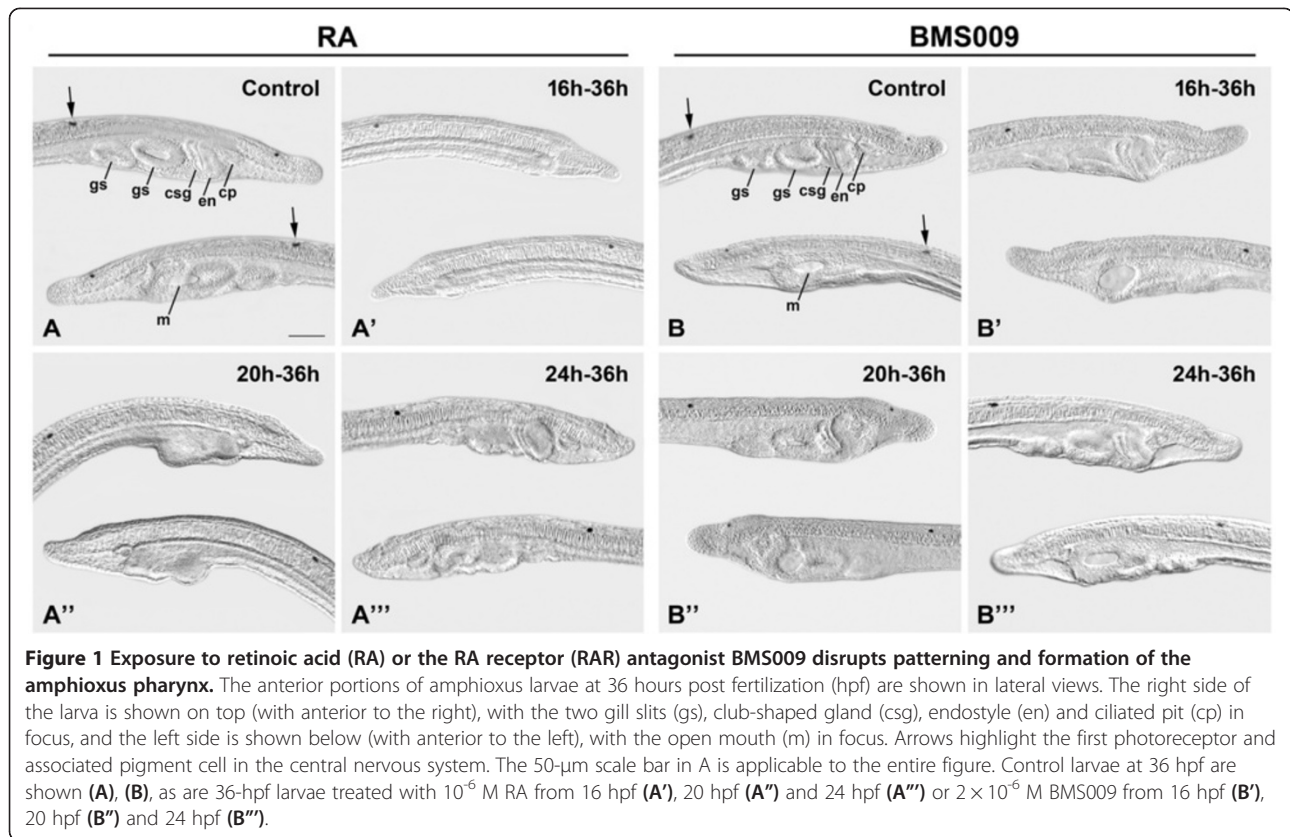 RA
BMS009
Control
gs
gs
csg
en
cp
m
A
16h-36h
A'
Control
gs
gs
csg
en
cp
m
B
16h-36h
B'
20h-36h
A''
24h-36h
A'''
20h-36h
B''
24h-36h
B'''
Figure 1 Exposure to retinoic acid (RA) or the RA receptor (RAR) antagonist BMS009 disrupts patterning and formation of the
amphioxus pharynx. The anterior portions of amphioxus larvae at 36 hours post fertilization (hpf) are shown in lateral views. The right side of
the larva is shown on top (with anterior to the right), with the two gill slits (gs), club-shaped gland (csg), endostyle (en) and ciliated pit (cp) in
focus, and the left side is shown below (with anterior to the left), with the open mouth (m) in focus. Arrows highlight the first photoreceptor and
associated pigment cell in the central nervous system. The 50-μm scale bar in A is applicable to the entire figure. Control larvae at 36 hpf are
shown (A), (B), as are 36-hpf larvae treated with 10⁻⁶ M RA from 16 hpf (A'), 20 hpf (A'') and 24 hpf (A''') or 2 × 10⁻⁶ M BMS009 from 16 hpf (B'),
20 hpf (B'') and 24 hpf (B''').